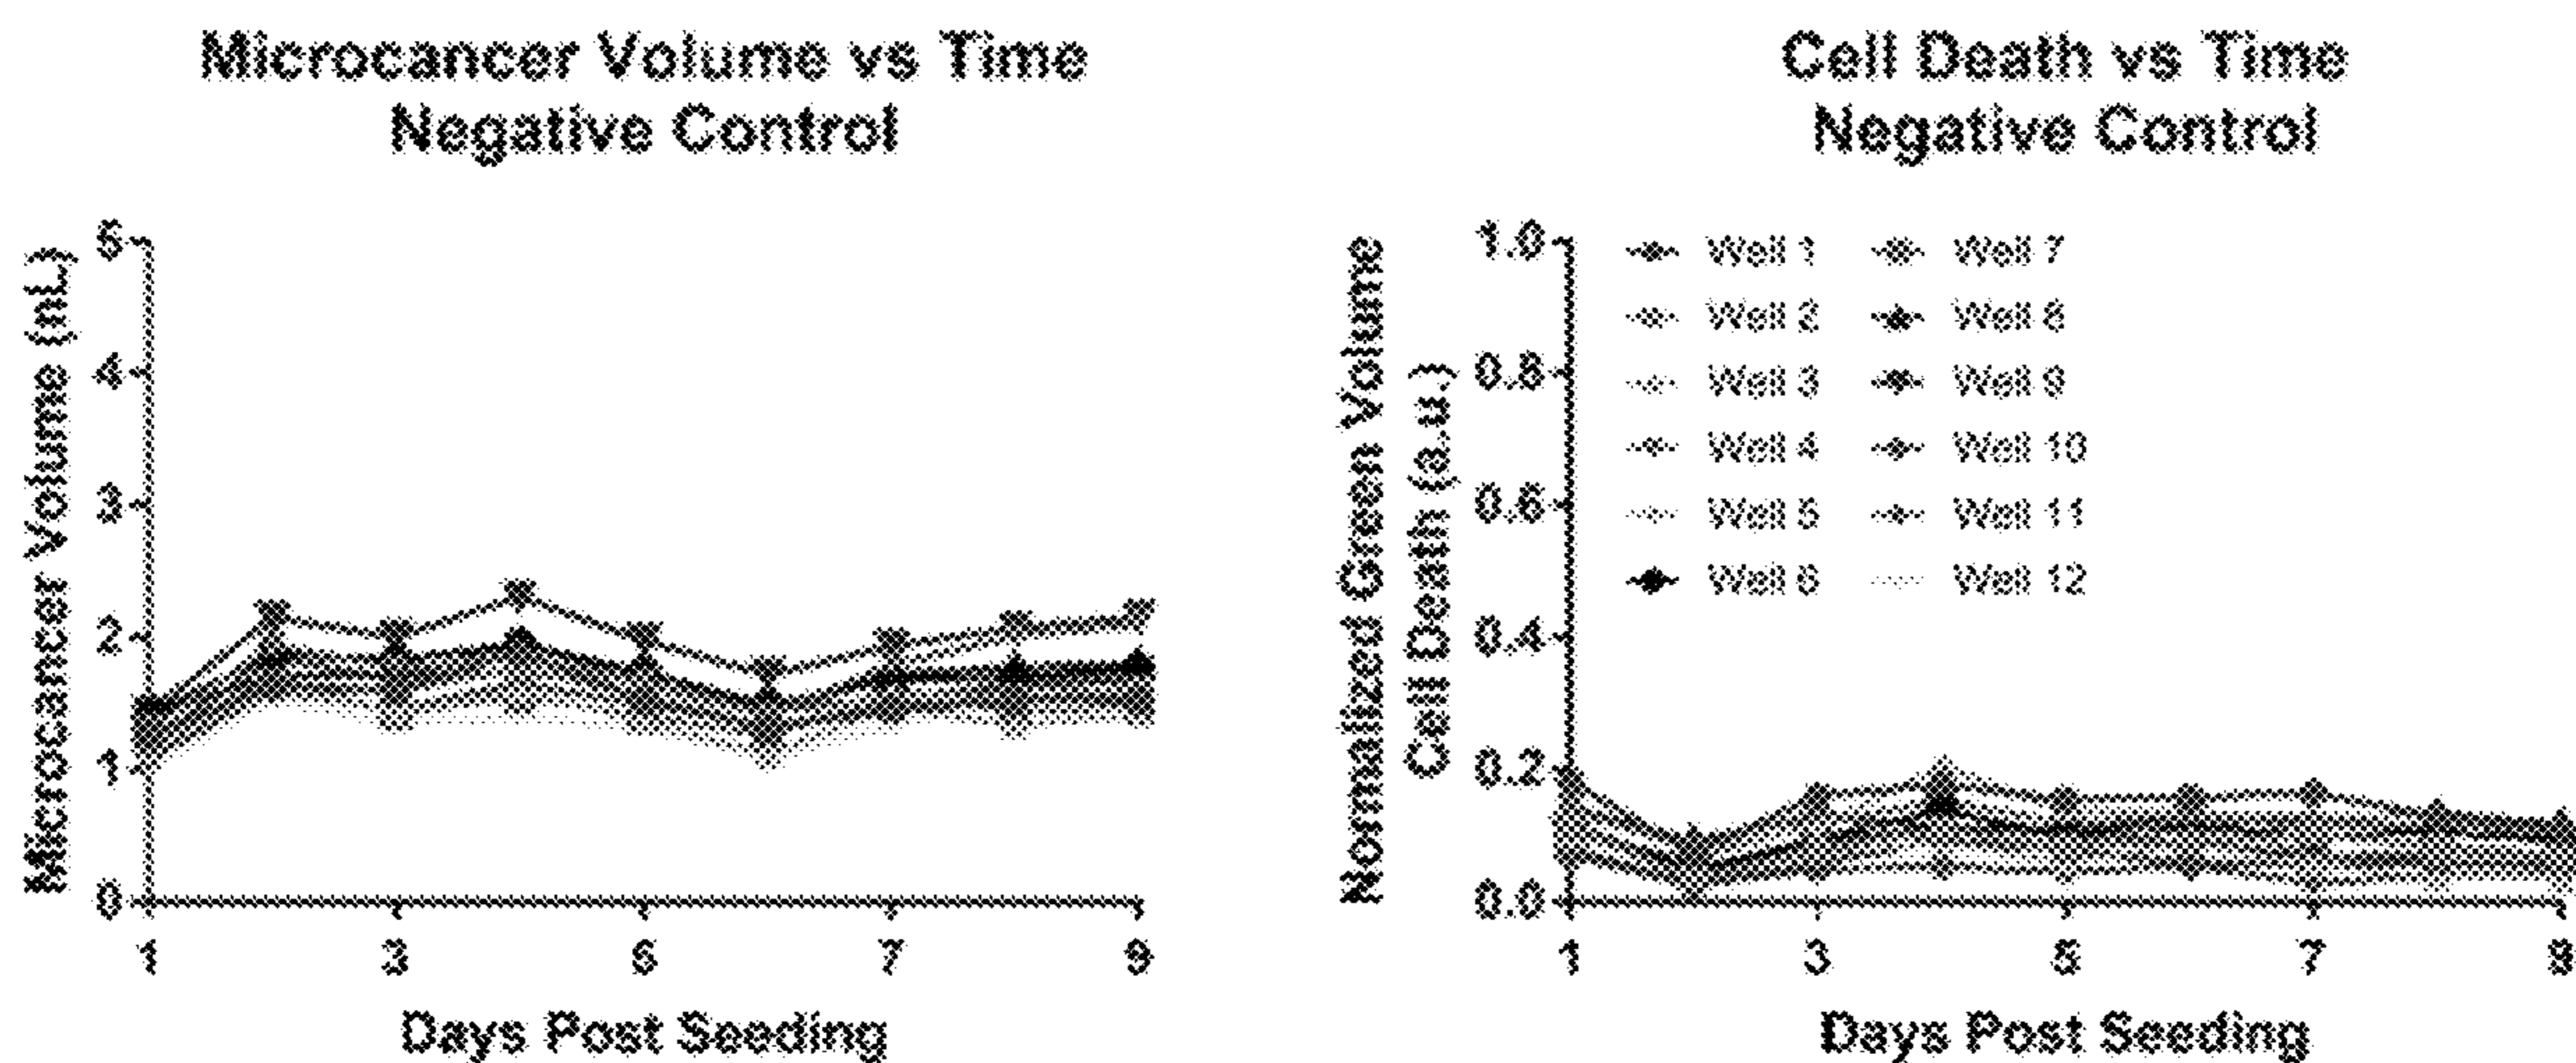 Microcancer Volume vs Time
Negative Control
Microcancer Volume (nL)
5
4
3
2
1
0
1 3 5 7 9
Days Post Seeding
Cell Death vs Time
Negative Control
Normalized Green Volume
Cell Death (a.u.)
1.0
0.8
0.6
0.4
0.2
0.0
Well 1 Well 7
Well 2 Well 8
Well 3 Well 9
Well 4 Well 10
Well 5 Well 11
Well 6 Well 12
1 3 5 7 9
Days Post Seeding